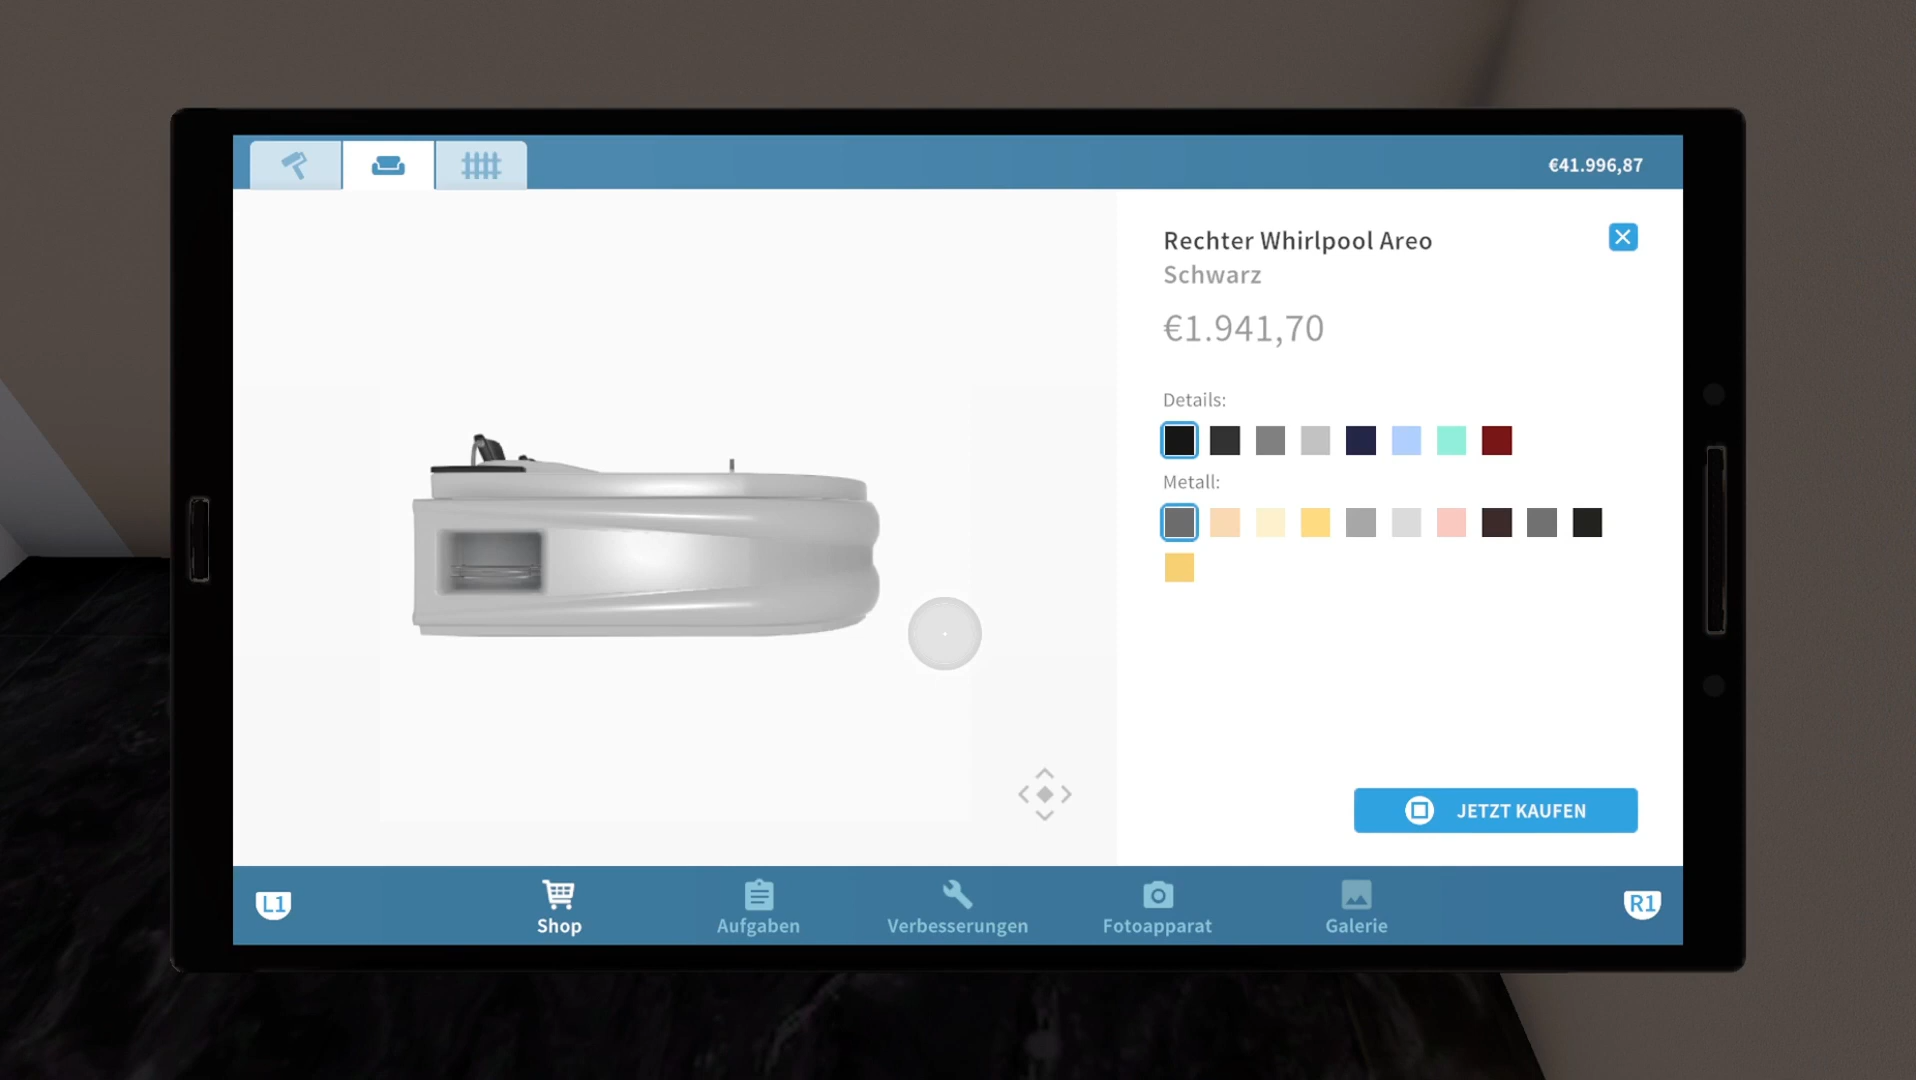 €41.996,87
Rechter Whirlpool Areo
Schwarz
€1.941,70
Details:
Metall:
JETZT KAUFEN
L1
Shop
Aufgaben
Verbesserungen
Fotoapparat
Galerie
R1